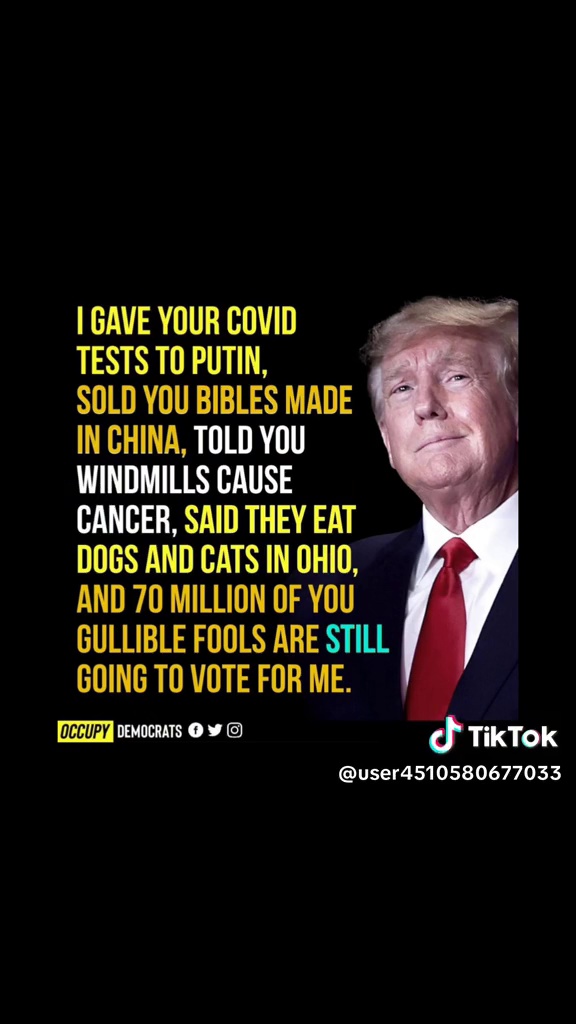 I GAVE YOUR COVID
TESTS TO PUTIN,
SOLD YOU BIBLES MADE
IN CHINA, TOLD YOU
WINDMILLS CAUSE
CANCER, SAID THEY EAT
DOGS AND CATS IN OHIO,
AND 70 MILLION OF YOU
GULLIBLE FOOLS ARE STILL
GOING TO VOTE FOR ME.
OCCUPY DEMOCRATS
TikTok
@user4510580677033